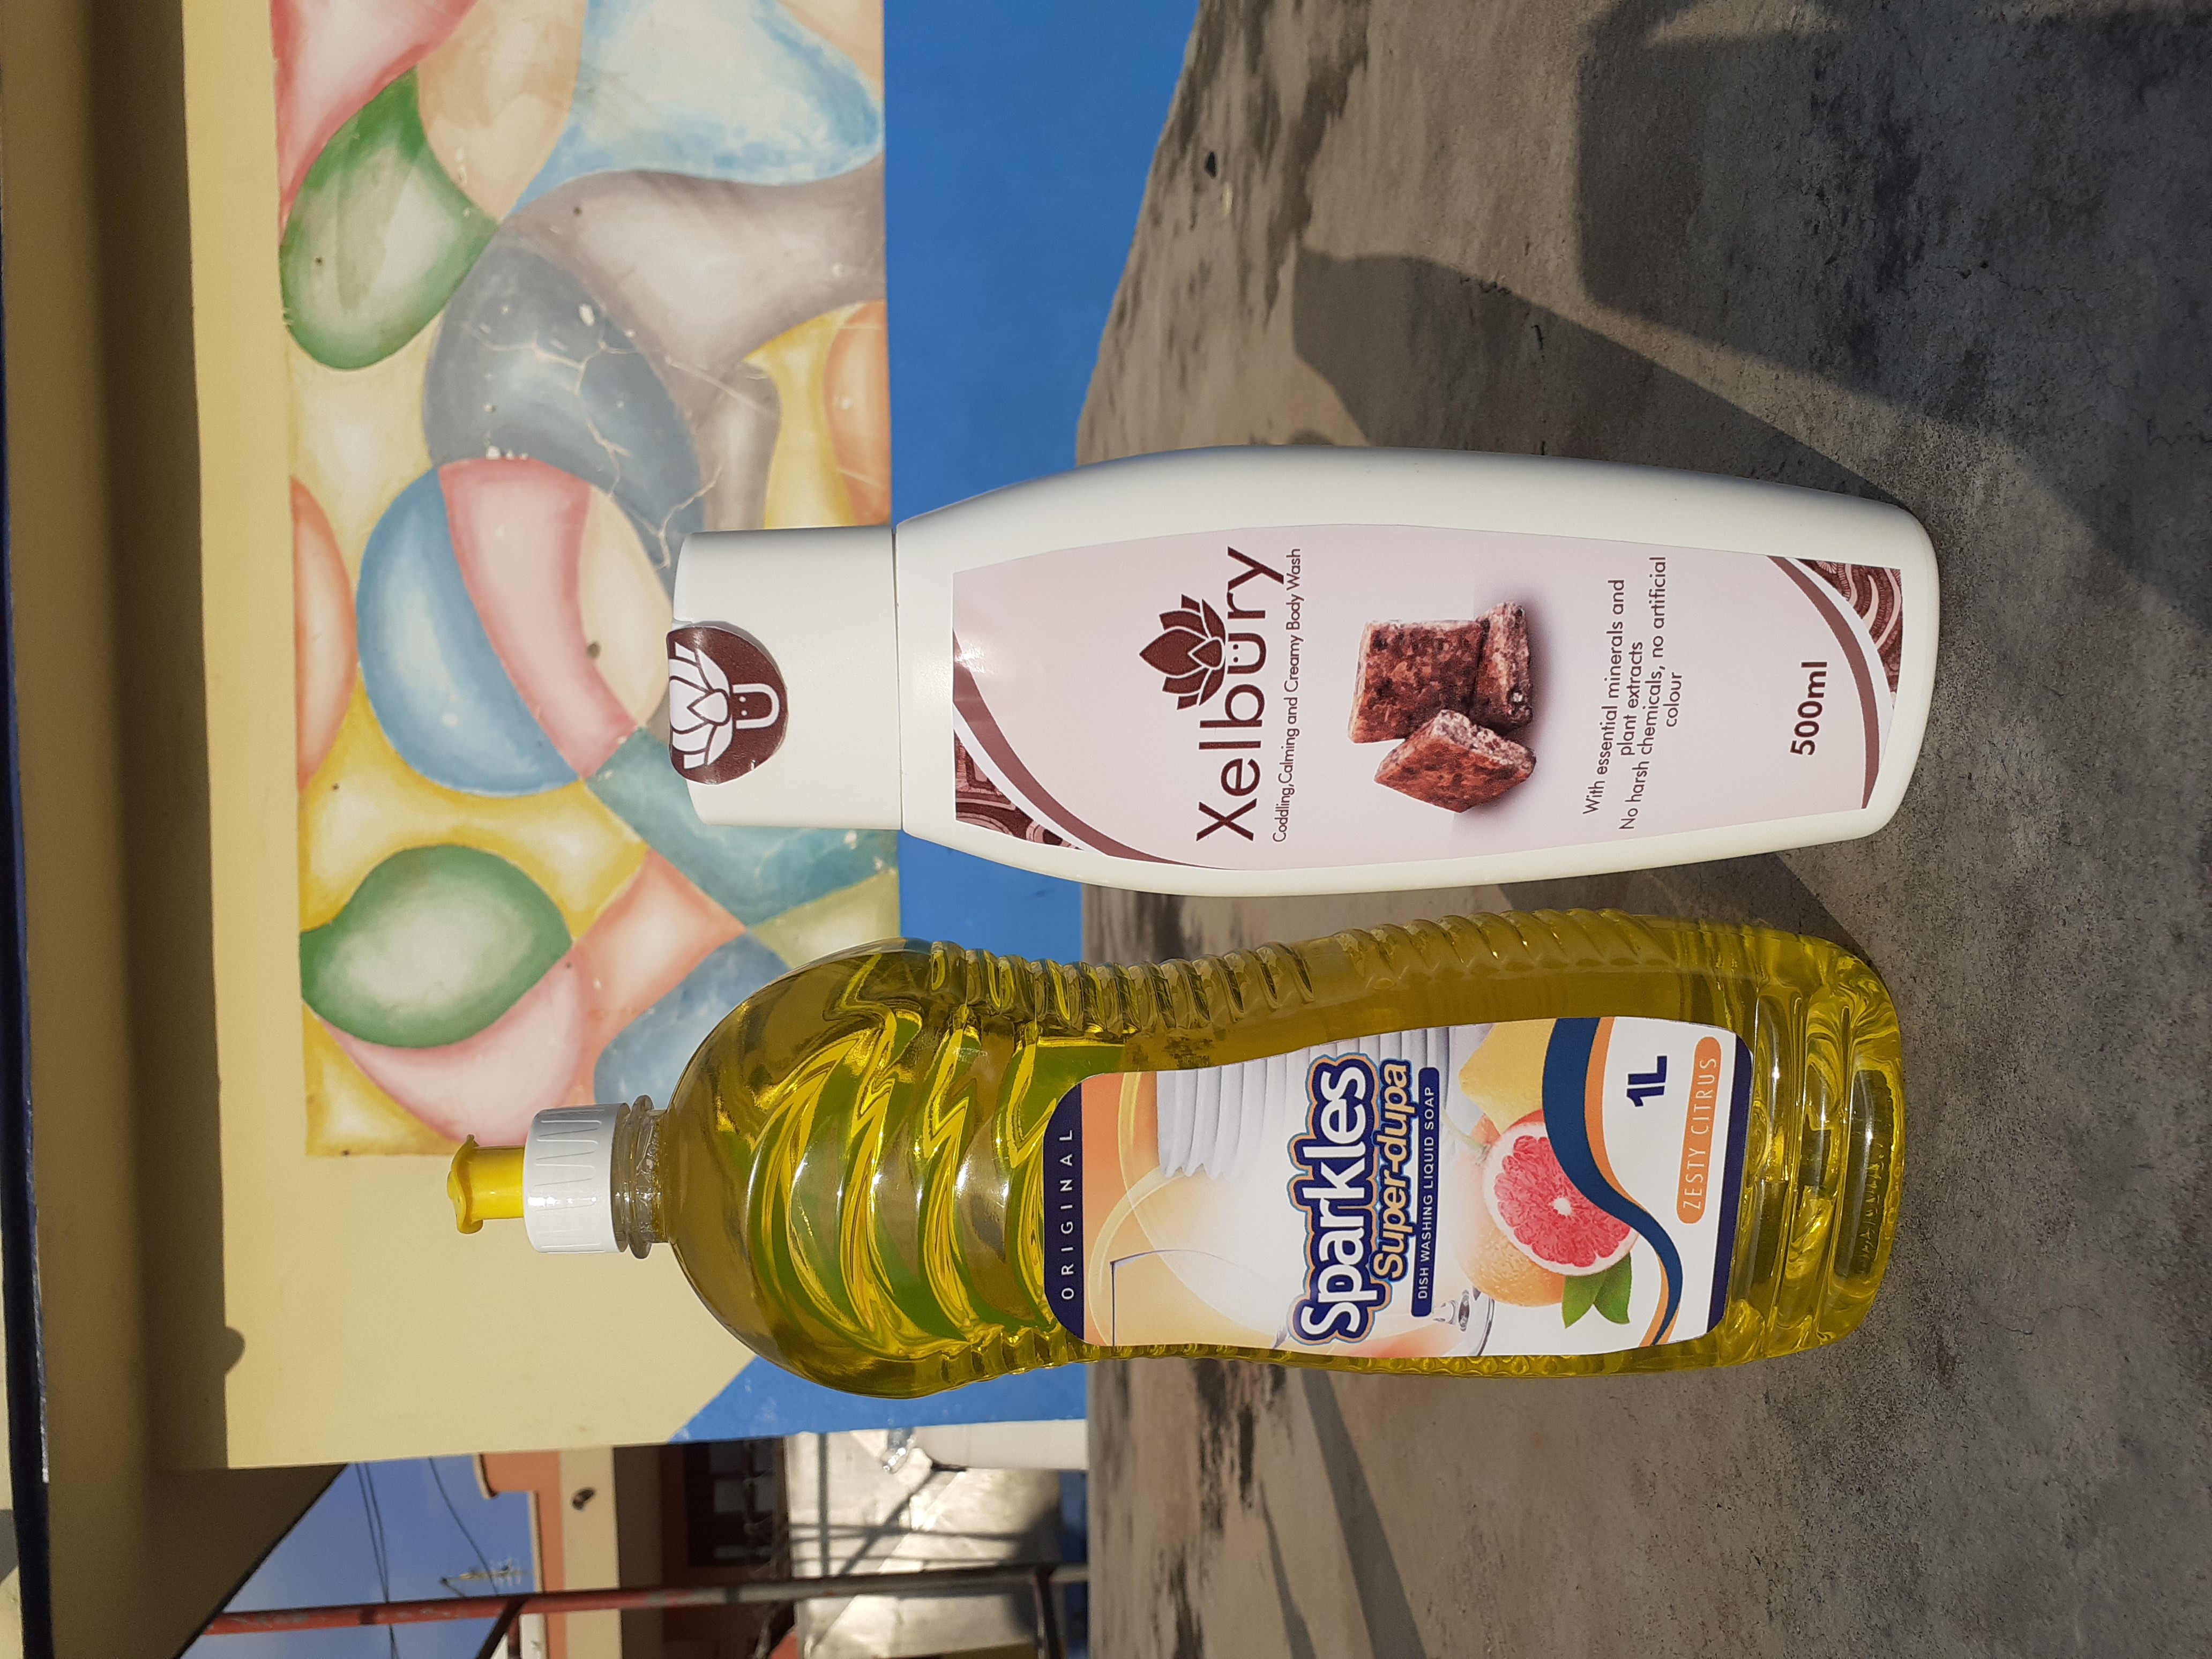 ORIGINAL
Sparkles
Super-dupa
DISH WASHING LIQUID SOAP
1L
ZESTY CITRUS
Xelbury
Coddling,Calming and Creamy Body Wash
With essential minerals and
plant extracts
No harsh chemicals, no artificial
colour
500ml